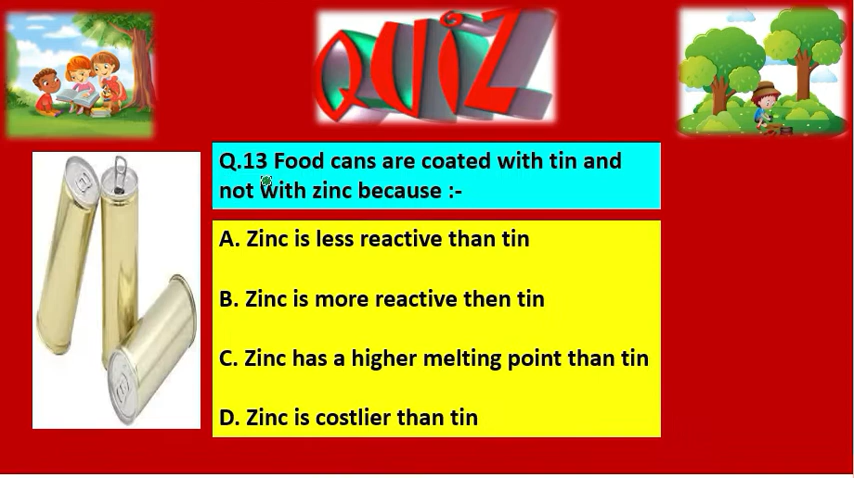 QUiZ
Q.13 Food cans are coated with tin and
not with zinc because :-
A. Zinc is less reactive than tin
B. Zinc is more reactive then tin
C. Zinc has a higher melting point than tin
D. Zinc is costlier than tin